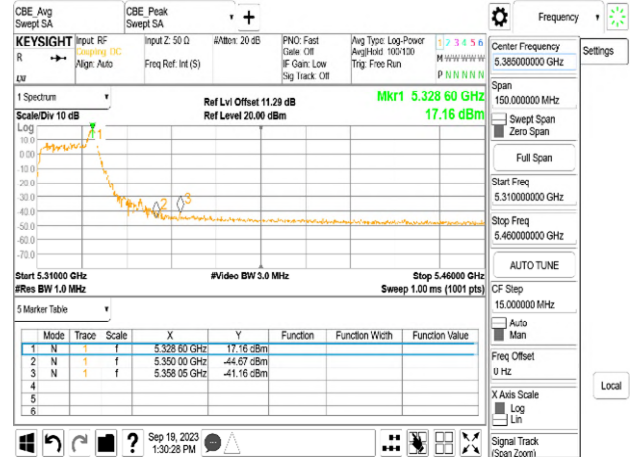 CBE_Avg
Swept SA
CBE_Peak
Swept SA
+
Frequency
KEYSIGHT
R
Input: RF
Coupling: DC
Align: Auto
Input Z: 50 Ω
Freq Ref: Int (S)
#Atten: 20 dB
PNO: Fast
Gate: Off
IF Gain: Low
Sig Track: Off
Avg Type: Log-Power
Avg|Hold: 100/100
Trig: Free Run
1 2 3 4 5 6
M W W W W W
P N N N N N
1 Spectrum
Scale/Div 10 dB
Ref Lvl Offset 11.29 dB
Ref Level 20.00 dBm
Mkr1 5.328 60 GHz
17.16 dBm
Log
10.0
0.00
-10.0
-20.0
-30.0
-40.0
-50.0
-60.0
-70.0
1
2
3
Start 5.31000 GHz
#Video BW 3.0 MHz
Stop 5.46000 GHz
#Res BW 1.0 MHz
Sweep 1.00 ms (1001 pts)
5 Marker Table
Mode Trace Scale X Y Function Function Width Function Value
1 N 1 f 5.328 60 GHz 17.16 dBm
2 N 1 f 5.350 00 GHz -44.67 dBm
3 N 1 f 5.358 05 GHz -41.16 dBm
4
5
6
Sep 19, 2023
1:30:28 PM
Center Frequency
5.385000000 GHz
Settings
Span
150.000000 MHz
Swept Span
Zero Span
Full Span
Start Freq
5.310000000 GHz
Stop Freq
5.460000000 GHz
AUTO TUNE
CF Step
15.000000 MHz
Auto
Man
Freq Offset
0 Hz
X Axis Scale
Log
Lin
Signal Track
(Span Zoom)
Local